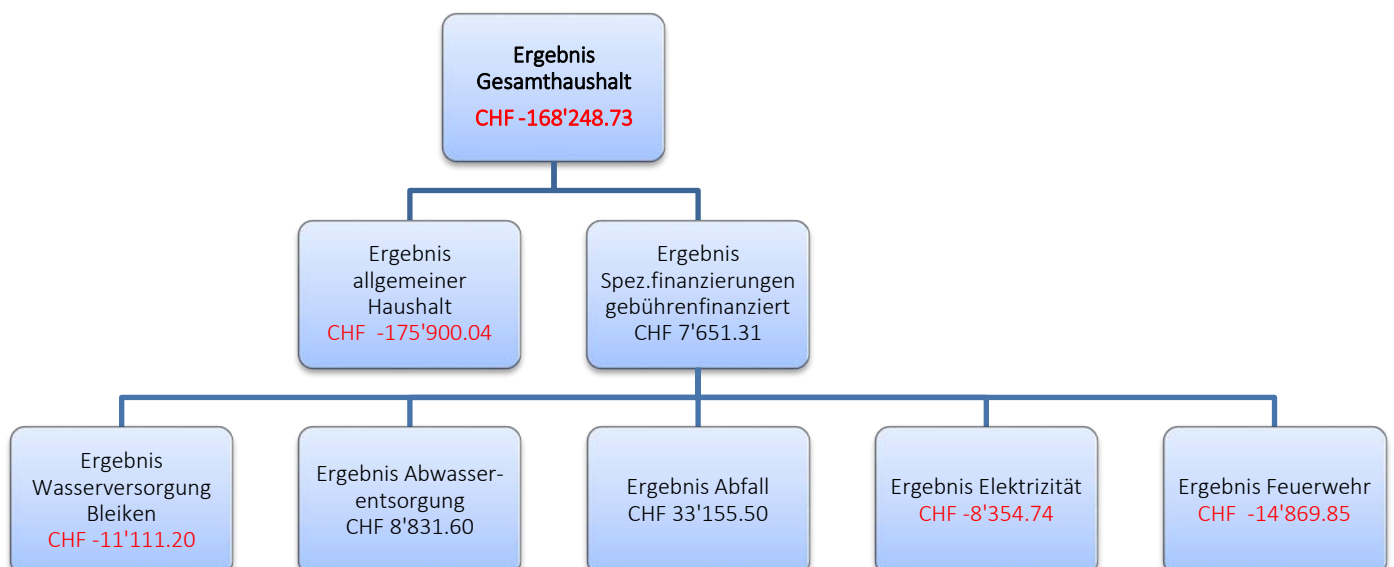 Ergebnis
Gesamthaushalt
CHF -168'248.73
Ergebnis
allgemeiner
Haushalt
CHF -175'900.04
Ergebnis
Spez.finanzierungen
gebührenfinanziert
CHF 7'651.31
Ergebnis
Wasserversorgung
Bleiken
CHF -11'111.20
Ergebnis Abwasser-
entsorgung
CHF 8'831.60
Ergebnis Abfall
CHF 33'155.50
Ergebnis Elektrizität
CHF -8'354.74
Ergebnis Feuerwehr
CHF -14'869.85